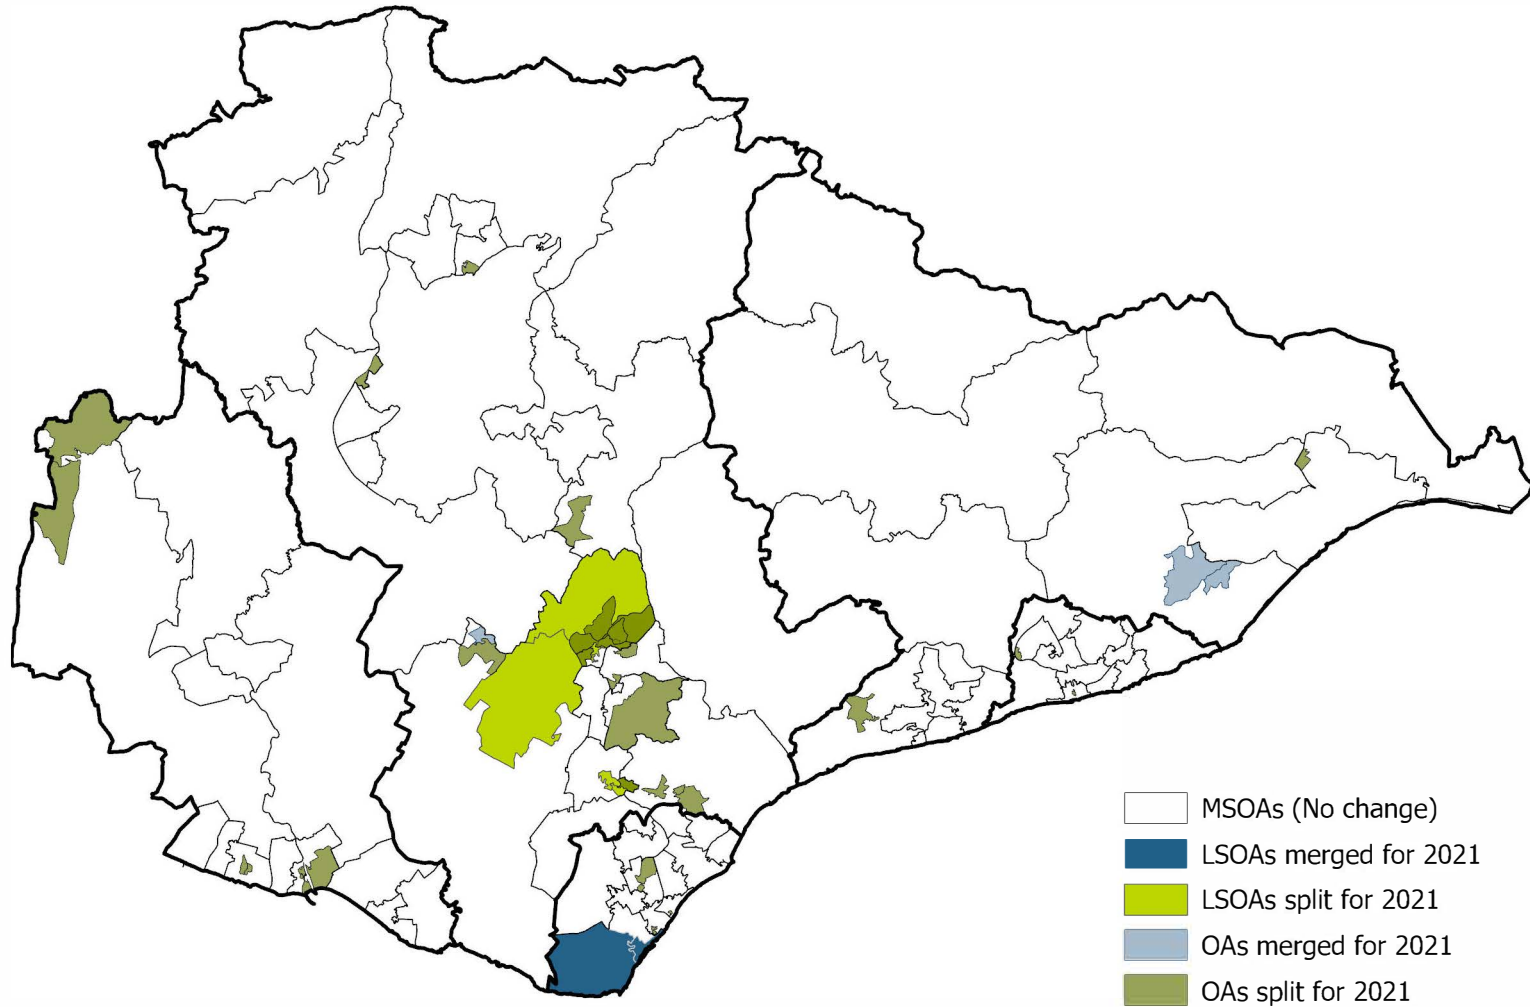 MSOAs (No change)
LSOAs merged for 2021
LSOAs split for 2021
OAs merged for 2021
OAs split for 2021